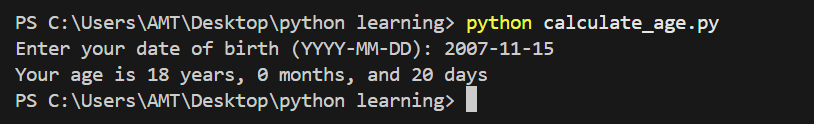 PS C:\Users\AMT\Desktop\python learning> python calculate_age.py
Enter your date of birth (YYYY-MM-DD): 2007-11-15
Your age is 18 years, 0 months, and 20 days
PS C:\Users\AMT\Desktop\python learning>